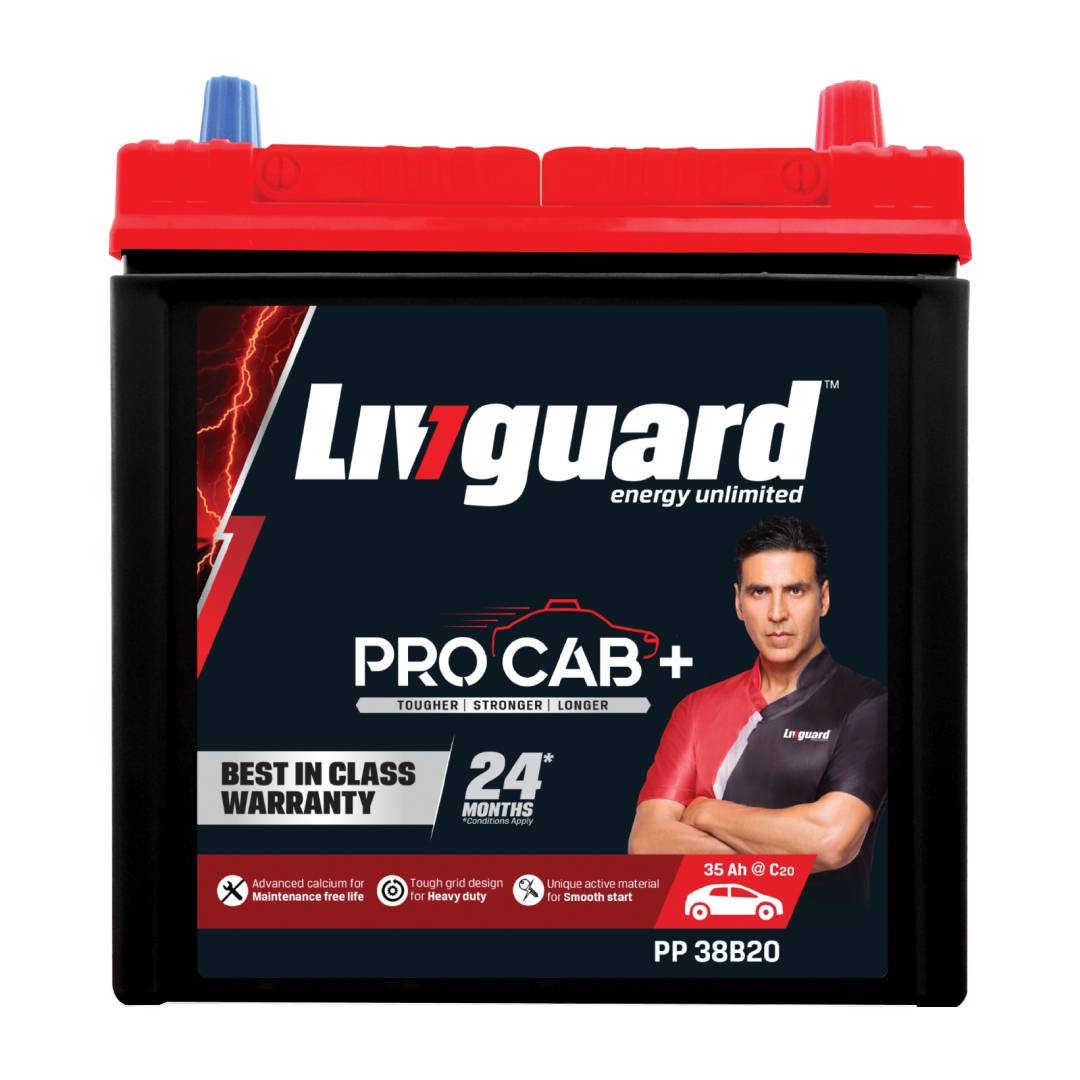 Livguard™
energy unlimited
PRO CAB +
TOUGHER | STRONGER | LONGER
Livguard
BEST IN CLASS
WARRANTY
24*
MONTHS
*Conditions Apply
Advanced calcium for
Maintenance free life
Tough grid design
for Heavy duty
Unique active material
for Smooth start
35 Ah @ C20
PP 38B20